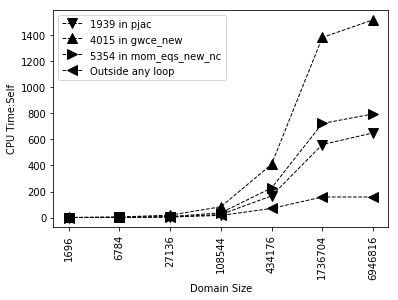 1939 in pjac
4015 in gwce_new
5354 in mom_eqs_new_nc
Outside any loop
CPU Time:Self
1400
1200
1000
800
600
400
200
0
1696
6784
27136
108544
434176
1736704
6946816
Domain Size